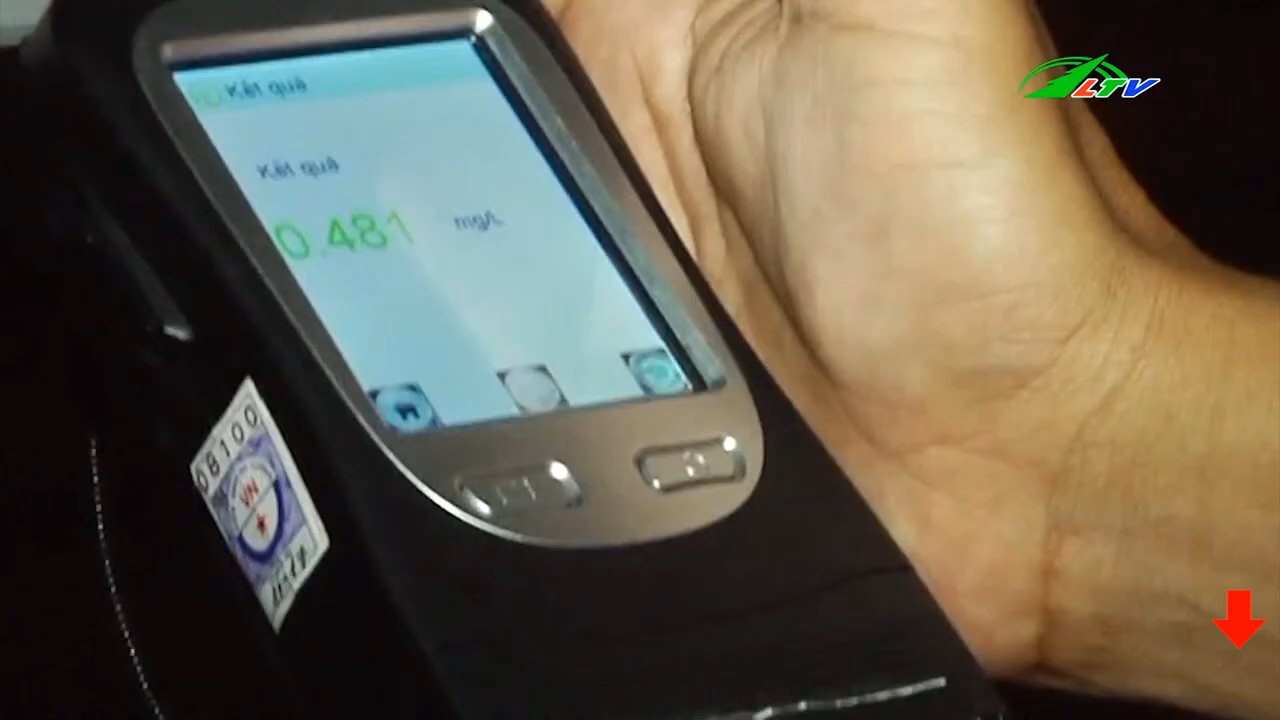 LTV
Kết quả
Kết quả
0.481 mg/L
08100
VN